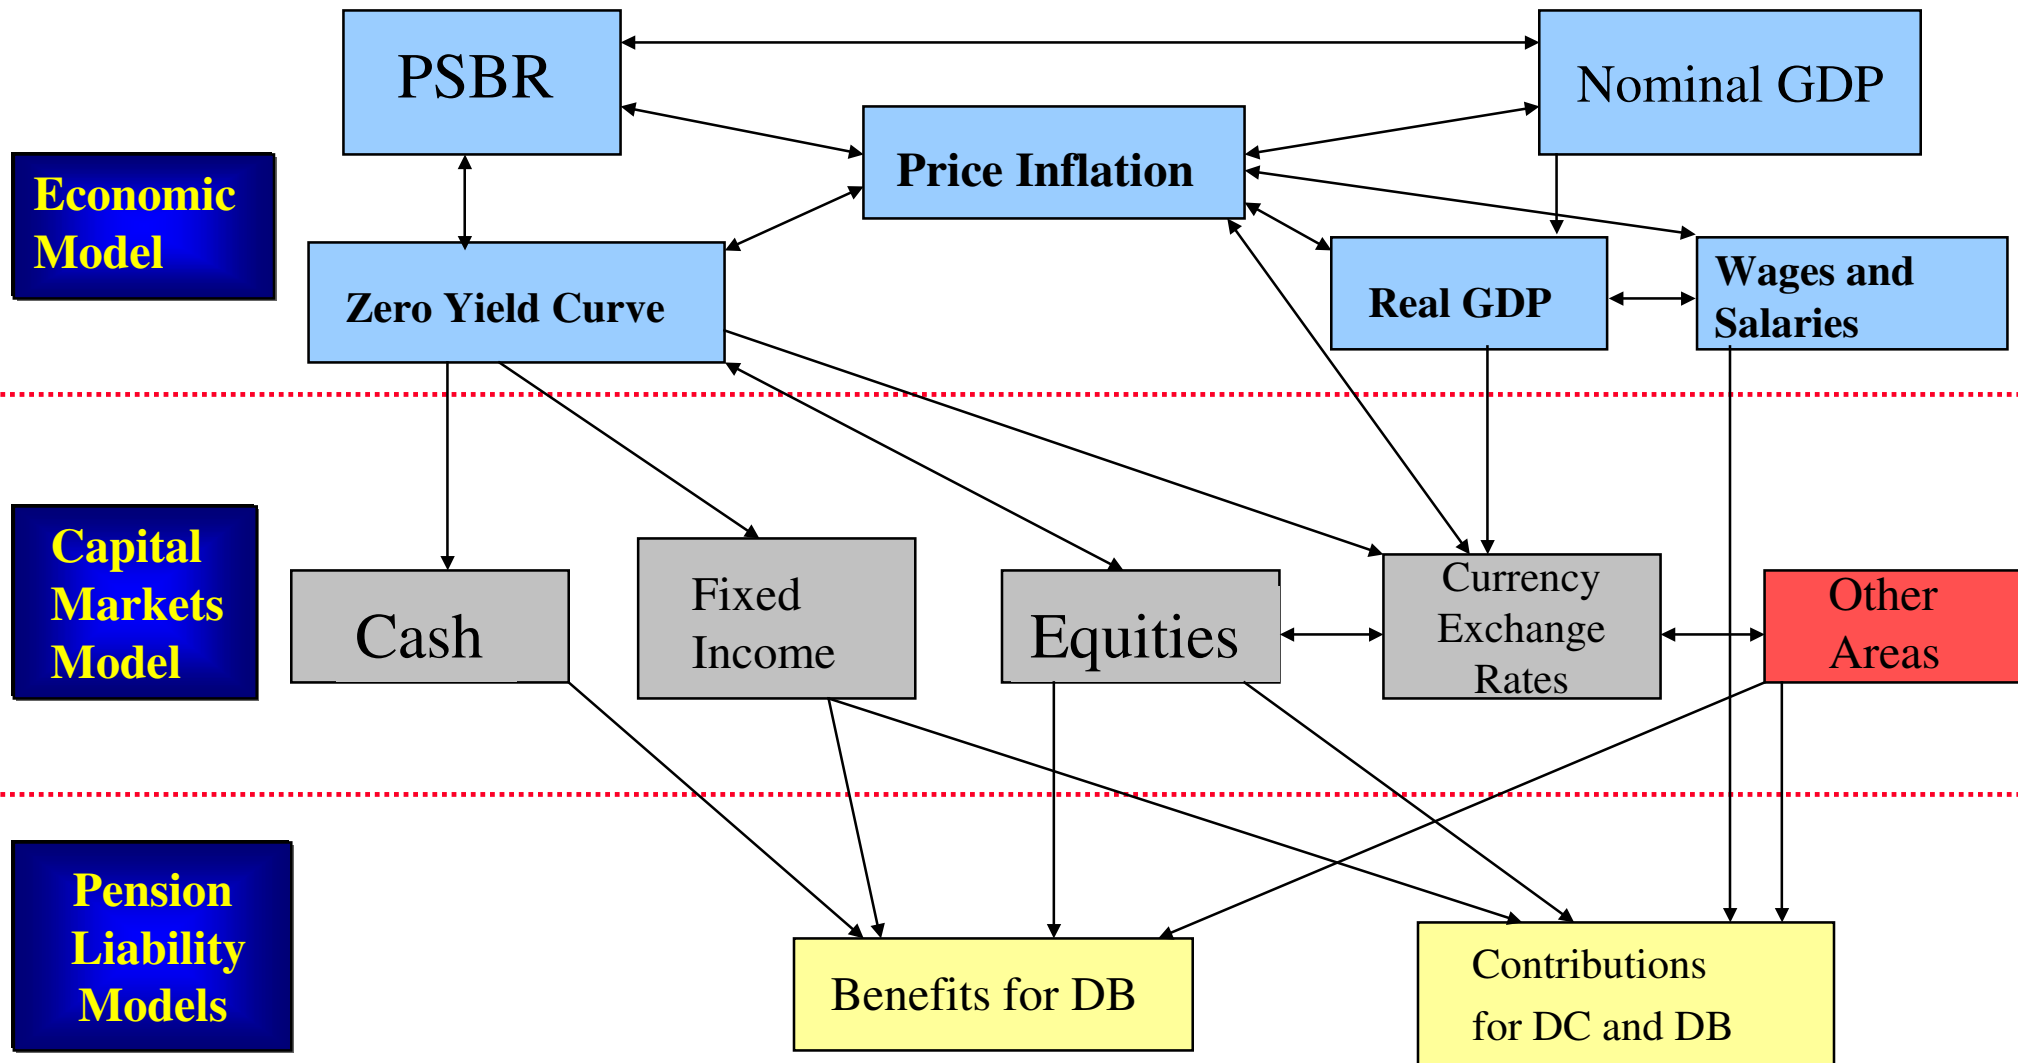 PSBR
Nominal GDP
Price Inflation
Economic
Model
Zero Yield Curve
Real GDP
Wages and
Salaries
Capital
Markets
Model
Cash
Fixed
Income
Equities
Currency
Exchange
Rates
Other
Areas
Pension
Liability
Models
Benefits for DB
Contributions
for DC and DB